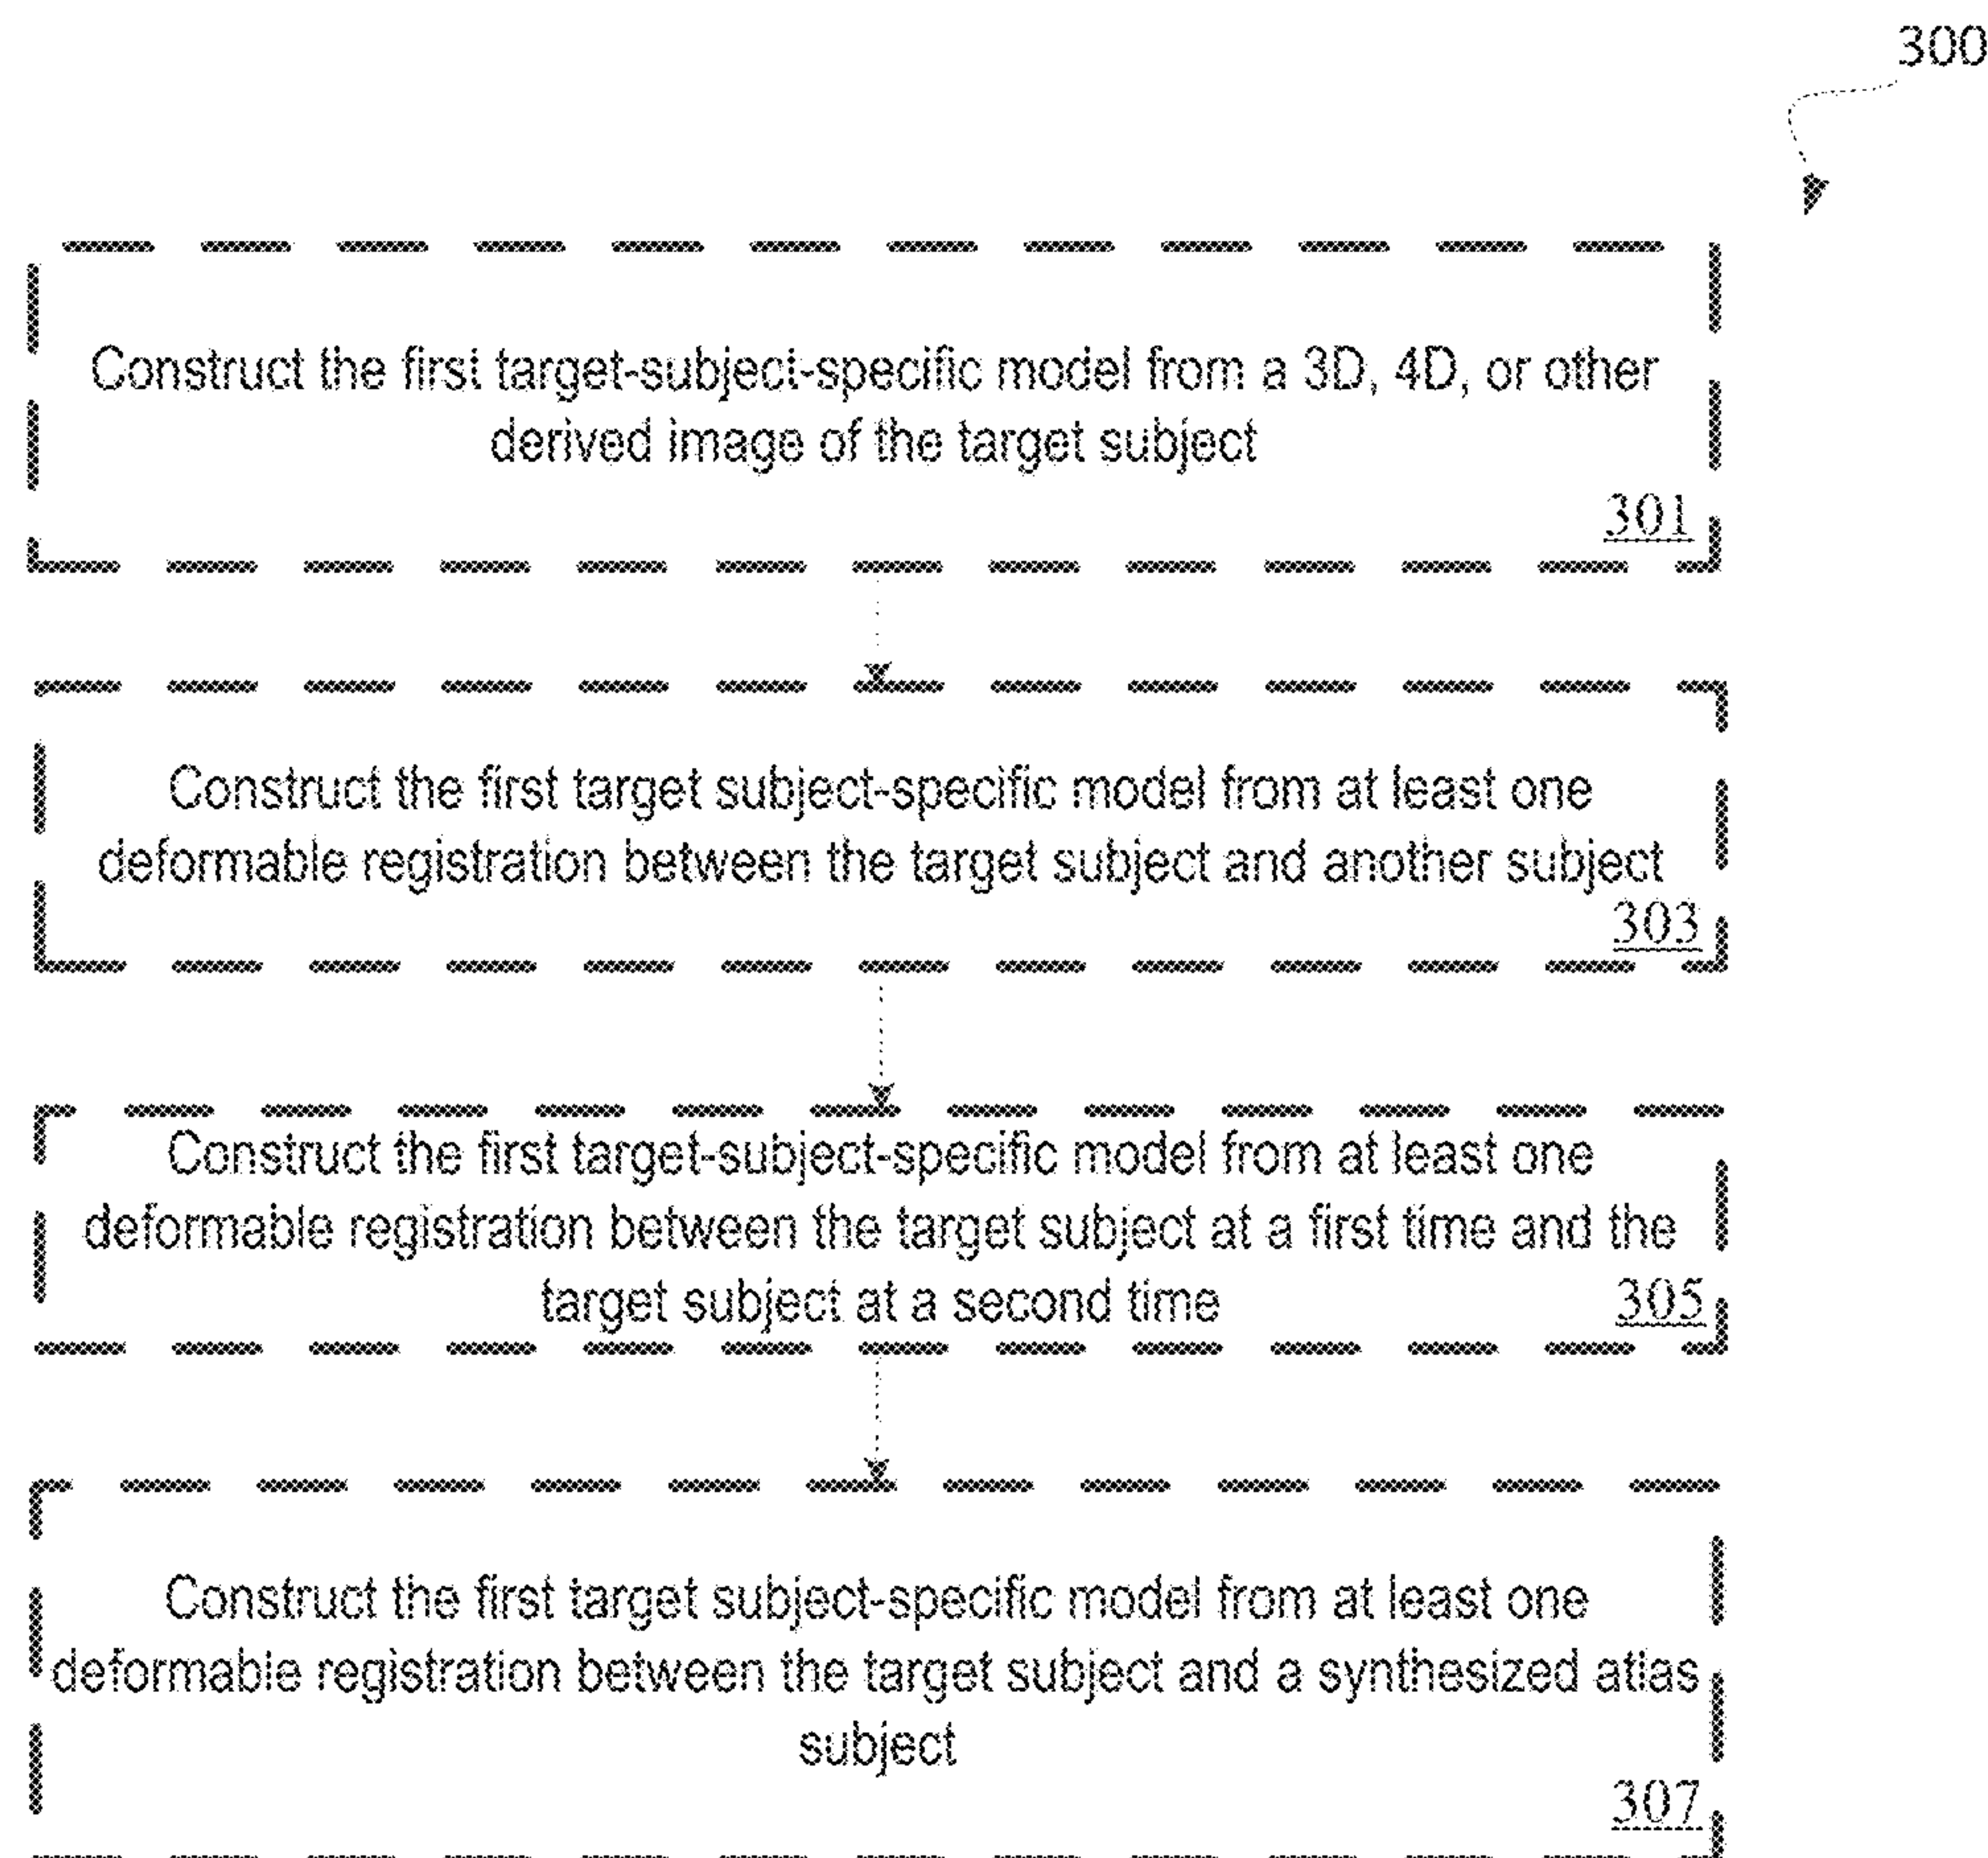 300
Construct the first target-subject-specific model from a 3D, 4D, or other
derived image of the target subject
301
Construct the first target subject-specific model from at least one
deformable registration between the target subject and another subject
303
Construct the first target-subject-specific model from at least one
deformable registration between the target subject at a first time and the
target subject at a second time
305
Construct the first target subject-specific model from at least one
deformable registration between the target subject and a synthesized atlas
subject
307